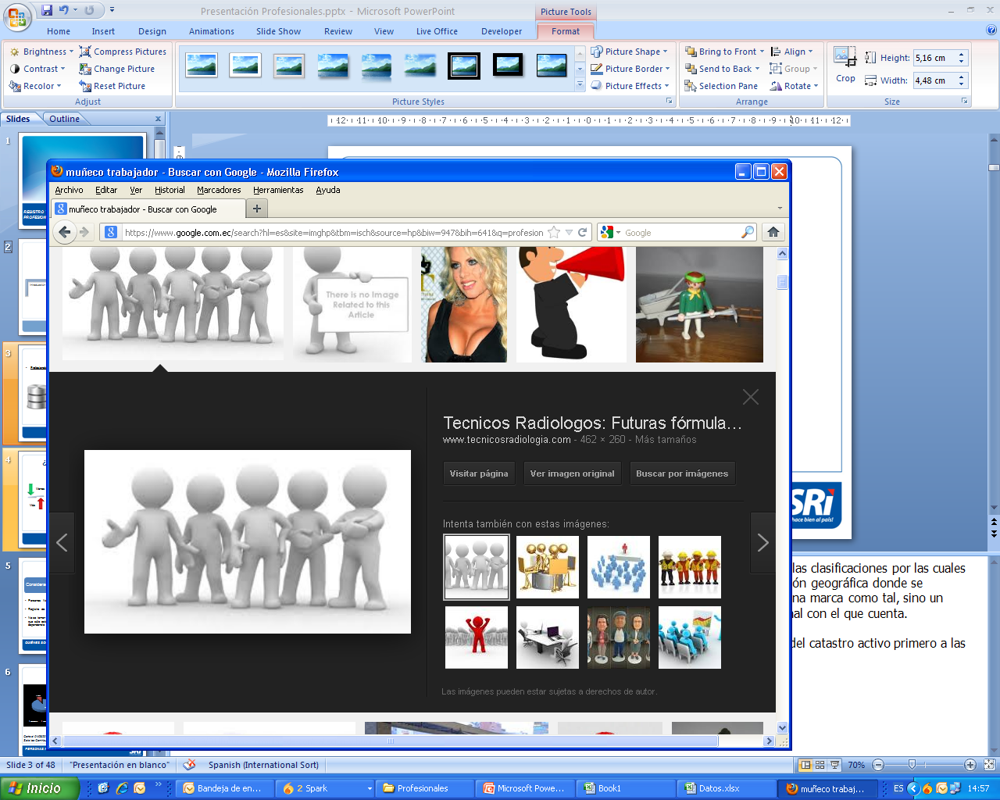 Presentación Profesionales.pptx - Microsoft PowerPoint
Picture Tools
Home Insert Design Animations Slide Show Review View Live Office Developer Format
Brightness Compress Pictures
Contrast Change Picture
Recolor Reset Picture
Adjust
Picture Styles
Picture Shape
Picture Border
Picture Effects
Bring to Front Align
Send to Back Group
Selection Pane Rotate
Arrange
Crop
Height: 5,16 cm
Width: 4,48 cm
Size
Slides Outline
12 11 10 9 8 7 6 5 4 3 2 1 0 1 2 3 4 5 6 7 8 9 10 11 12
1
REGISTRO
2
3
4
5
6
muñeco trabajador - Buscar con Google - Mozilla Firefox
Archivo Editar Ver Historial Marcadores Herramientas Ayuda
muñeco trabajador - Buscar con Google
https://www.google.com.ec/search?hl=es&site=imghp&tbm=isch&source=hp&biw=947&bih=641&q=profesion
Google
There is no Image
Related to this
Article
Tecnicos Radiologos: Futuras fórmula...
www.tecnicosradiologia.com - 462 × 260 - Más tamaños
Visitar página Ver imagen original Buscar por imágenes
Intenta también con estas imágenes:
Las imágenes pueden estar sujetas a derechos de autor.
SRi
hace bien al país!
las clasificaciones por las cuales
ón geográfica donde se
na marca como tal, sino un
al con el que cuenta.
del catastro activo primero a las
Slide 3 of 48 "Presentación en blanco" Spanish (International Sort) 70%
Inicio
Bandeja de en...
2 Spark
Profesionales
Microsoft Powe...
Book1
Datos.xlsx
muñeco trabaj...
ES
14:57